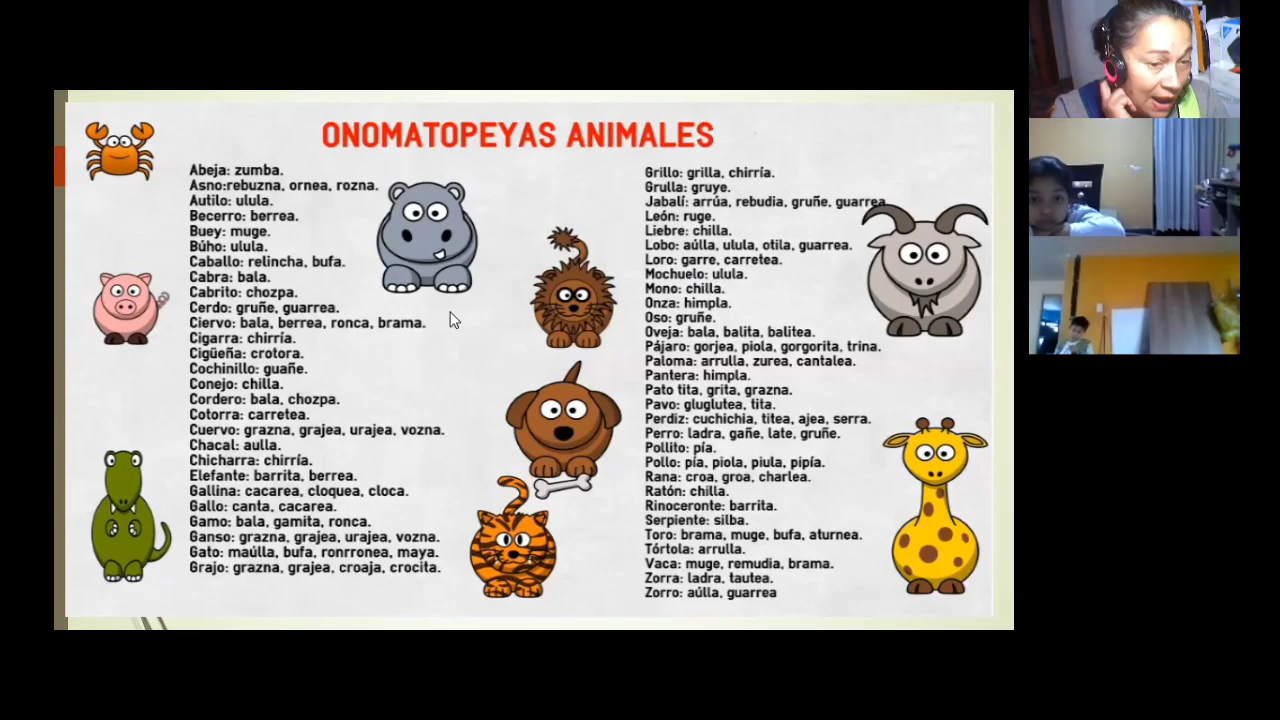 ONOMATOPEYAS ANIMALES
Abeja: zumba.
Asno:rebuzna, ornea, rozna.
Autilo: ulula.
Becerro: berrea.
Buey: muge.
Búho: ulula.
Caballo: relincha, bufa.
Cabra: bala.
Cabrito: chozpa.
Cerdo: gruñe, guarrea.
Ciervo: bala, berrea, ronca, brama.
Cigarra: chirría.
Cigüeña: crotora.
Cochinillo: guañe.
Conejo: chilla.
Cordero: bala, chozpa.
Cotorra: carretea.
Cuervo: grazna, grajea, urajea, vozna.
Chacal: aulla.
Chicharra: chirría.
Elefante: barrita, berrea.
Gallina: cacarea, cloquea, cloca.
Gallo: canta, cacarea.
Gamo: bala, gamita, ronca.
Ganso: grazna, grajea, urajea, vozna.
Gato: maúlla, bufa, ronrronea, maya.
Grajo: grazna, grajea, croaja, crocita.
Grillo: grilla, chirría.
Grulla: gruye.
Jabalí: arrúa, rebudia, gruñe, guarrea
León: ruge.
Liebre: chilla.
Lobo: aúlla, ulula, otila, guarrea.
Loro: garre, carretea.
Mochuelo: ulula.
Mono: chilla.
Onza: himpla.
Oso: gruñe.
Oveja: bala, balita, balitea.
Pájaro: gorjea, piola, gorgorita, trina.
Paloma: arrulla, zurea, cantalea.
Pantera: himpla.
Pato tita, grita, grazna.
Pavo: gluglutea, tita.
Perdiz: cuchichia, titea, ajea, serra.
Perro: ladra, gañe, late, gruñe.
Pollito: pía.
Pollo: pía, piola, piula, pipía.
Rana: croa, groa, charlea.
Ratón: chilla.
Rinoceronte: barrita.
Serpiente: silba.
Toro: brama, muge, bufa, aturnea.
Tórtola: arrulla.
Vaca: muge, remudia, brama.
Zorra: ladra, tautea.
Zorro: aúlla, guarrea